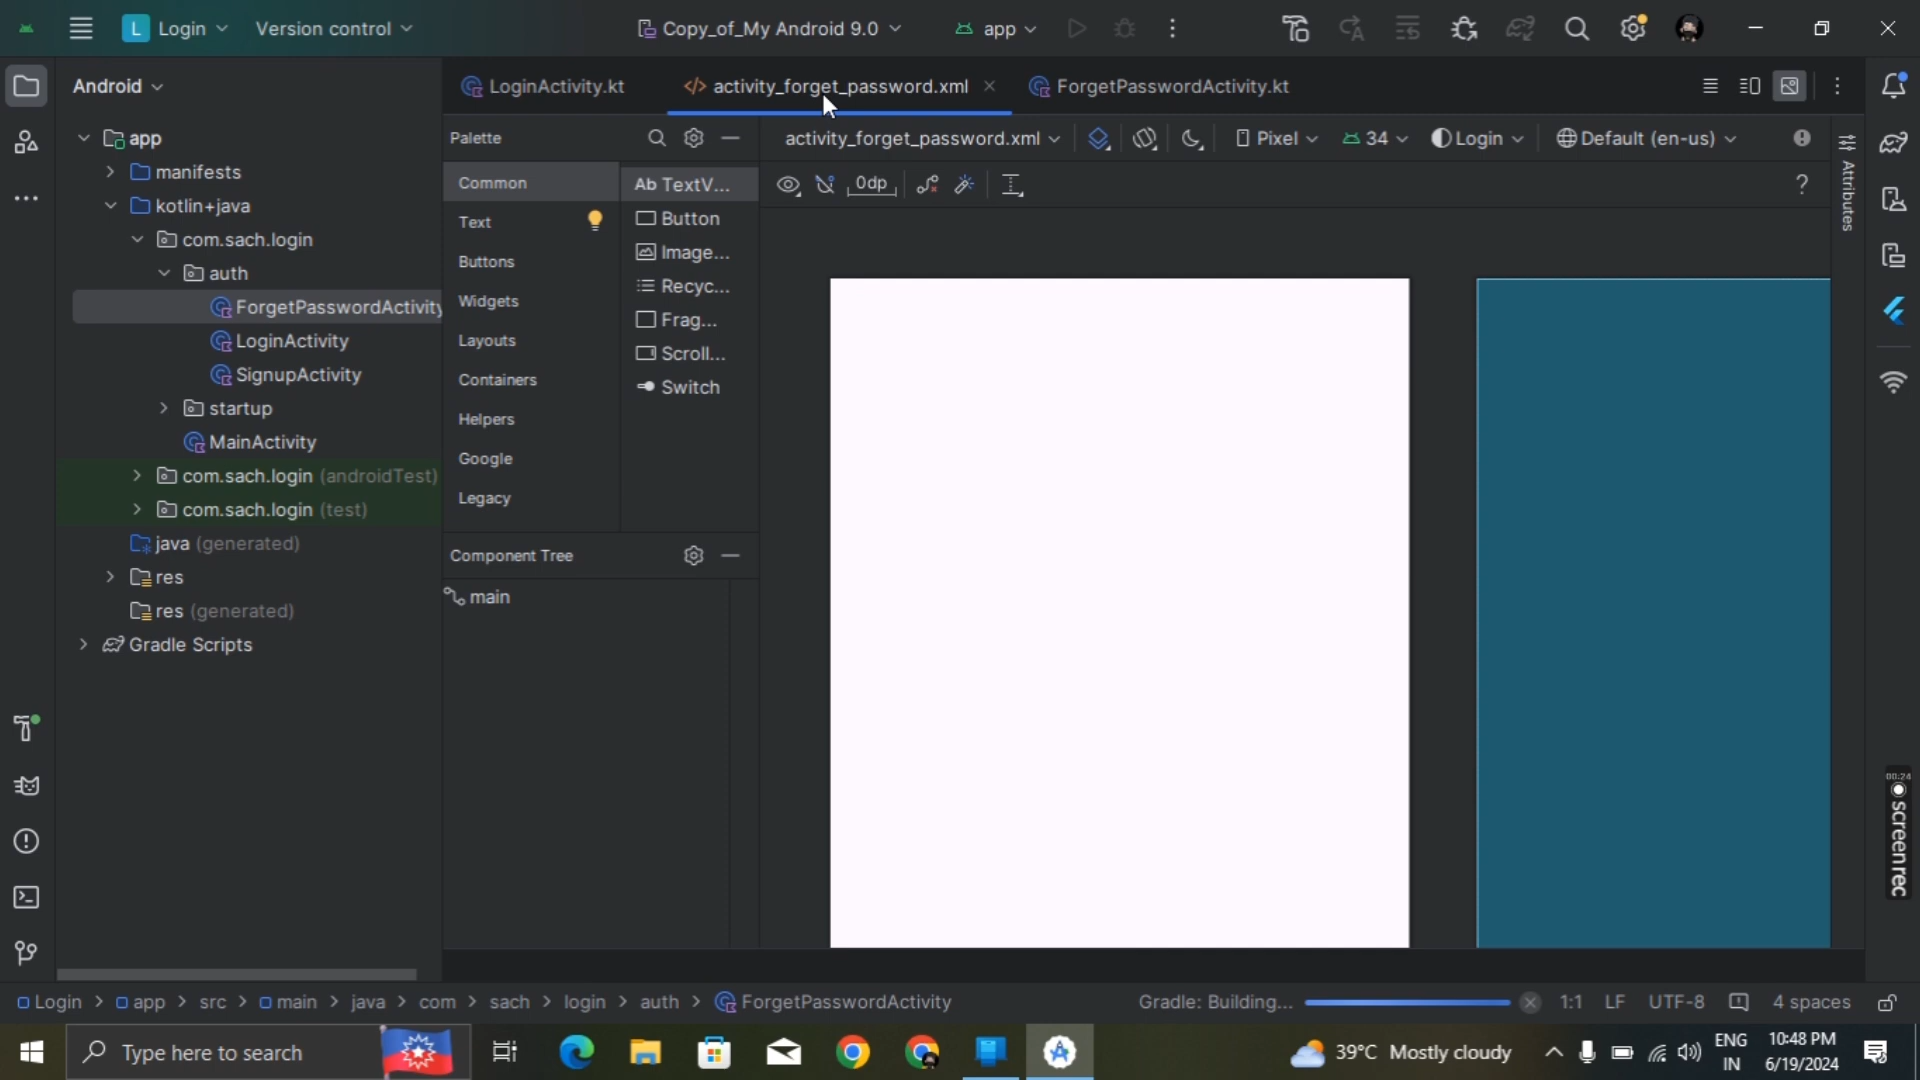 L Login Version control Copy_of_My Android 9.0 app
Android
LoginActivity.kt activity_forget_password.xml ForgetPasswordActivity.kt
app
manifests
kotlin+java
com.sach.login
auth
ForgetPasswordActivity
LoginActivity
SignupActivity
startup
MainActivity
com.sach.login (androidTest)
com.sach.login (test)
java (generated)
res
res (generated)
Gradle Scripts
Palette
Common
Text
Buttons
Widgets
Layouts
Containers
Helpers
Google
Legacy
Ab TextV...
Button
Image...
Recyc...
Frag...
Scroll...
Switch
Component Tree
main
activity_forget_password.xml Pixel 34 Login Default (en-us)
0dp ?
Attributes
00:24
screenrec
Login > app > src > main > java > com > sach > login > auth > ForgetPasswordActivity Gradle: Building... 1:1 LF UTF-8 4 spaces
Type here to search 39°C Mostly cloudy ENG 10:48 PM
IN 6/19/2024